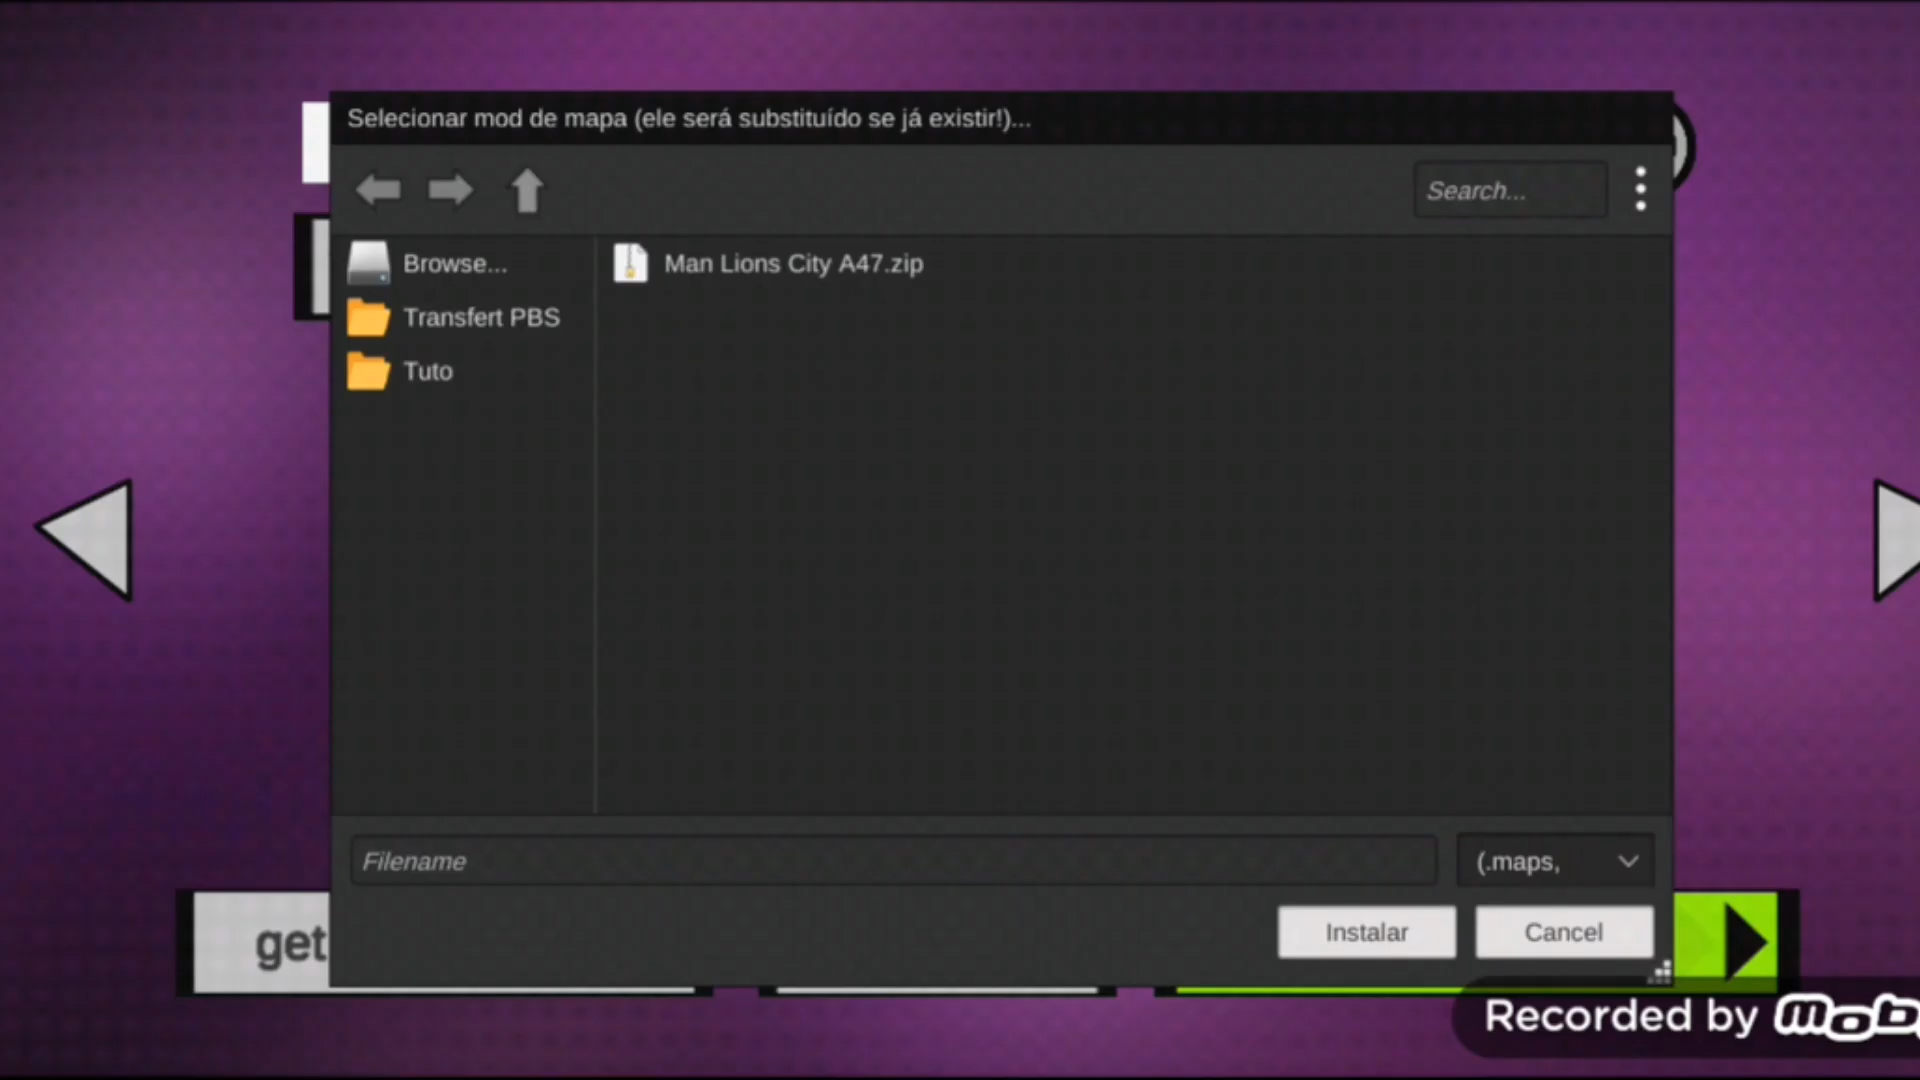 Selecionar mod de mapa (ele será substituído se já existir!)...
Search...
Browse...
Transfert PBS
Tuto
Man Lions City A47.zip
Filename
(.maps,
Instalar
Cancel
get
Recorded by